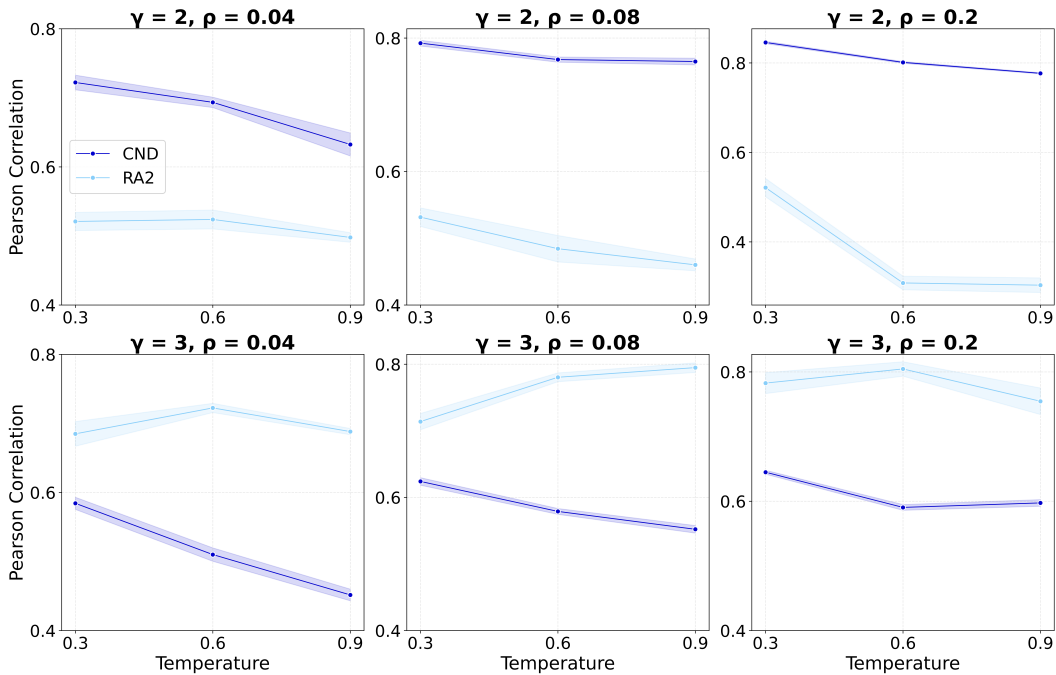 γ = 2, ρ = 0.04
γ = 2, ρ = 0.08
γ = 2, ρ = 0.2
Pearson Correlation
0.8
0.6
0.4
CND
RA2
0.3 0.6 0.9
0.8
0.6
0.4
0.3 0.6 0.9
0.8
0.6
0.4
0.3 0.6 0.9
γ = 3, ρ = 0.04
γ = 3, ρ = 0.08
γ = 3, ρ = 0.2
Pearson Correlation
0.8
0.6
0.4
0.3 0.6 0.9
Temperature
0.8
0.6
0.4
0.3 0.6 0.9
Temperature
0.8
0.6
0.4
0.3 0.6 0.9
Temperature